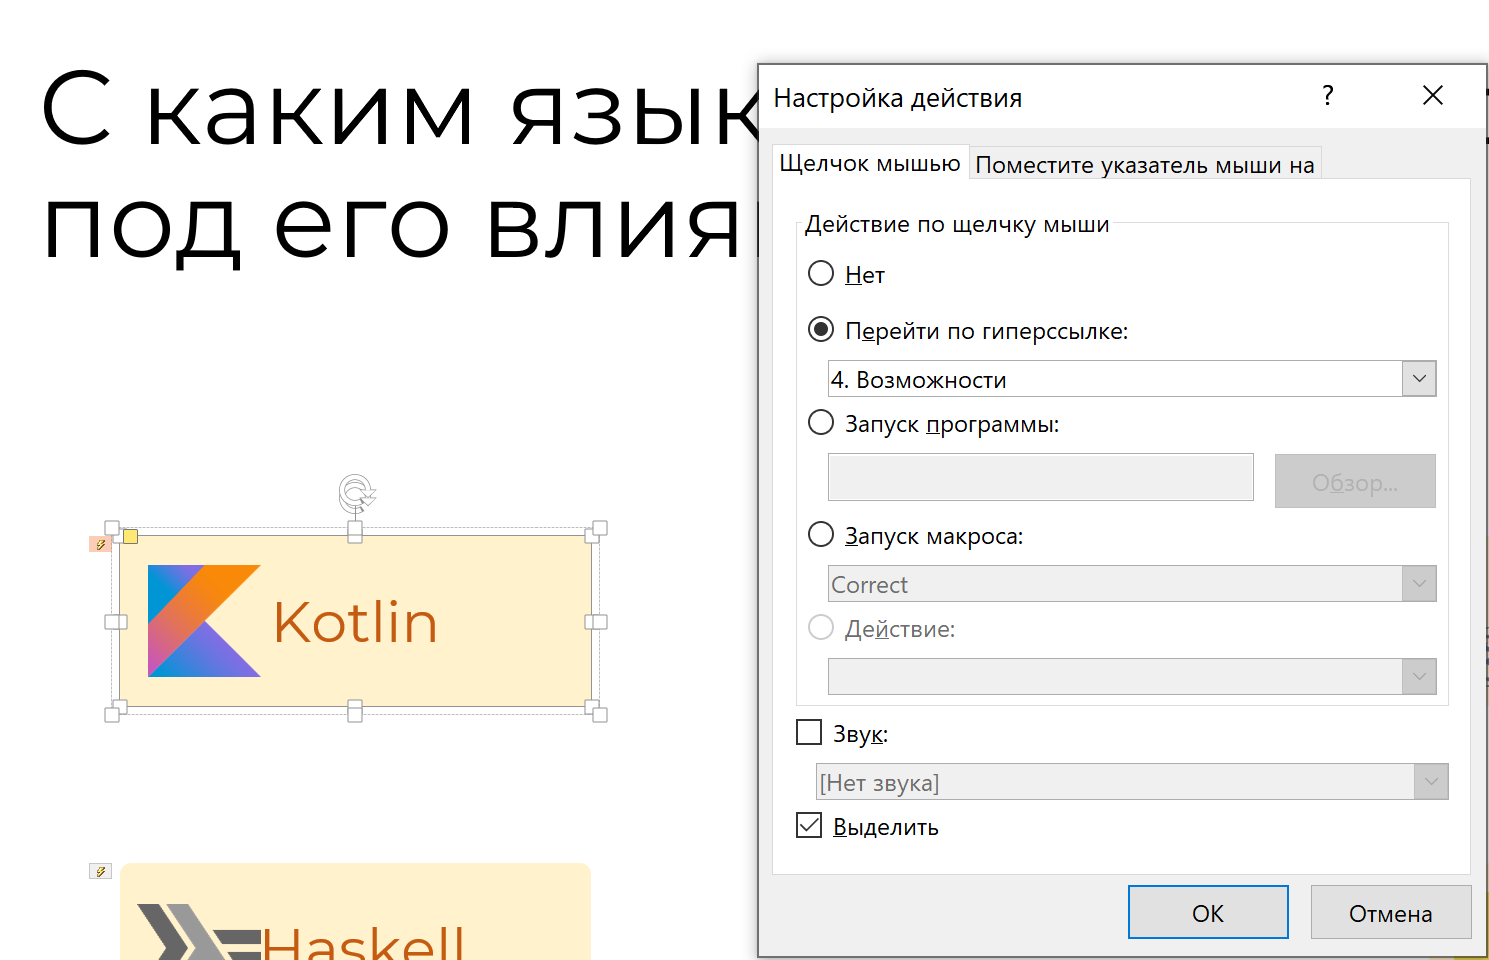 С каким язык
под его влия
Настройка действия
?
Щелчок мышью
Поместите указатель мыши на
Действие по щелчку мыши
Нет
Перейти по гиперссылке:
4. Возможности
Запуск программы:
Обзор...
Запуск макроса:
Correct
Действие:
Звук:
[Нет звука]
Выделить
ОК
Отмена
Kotlin
Haskell